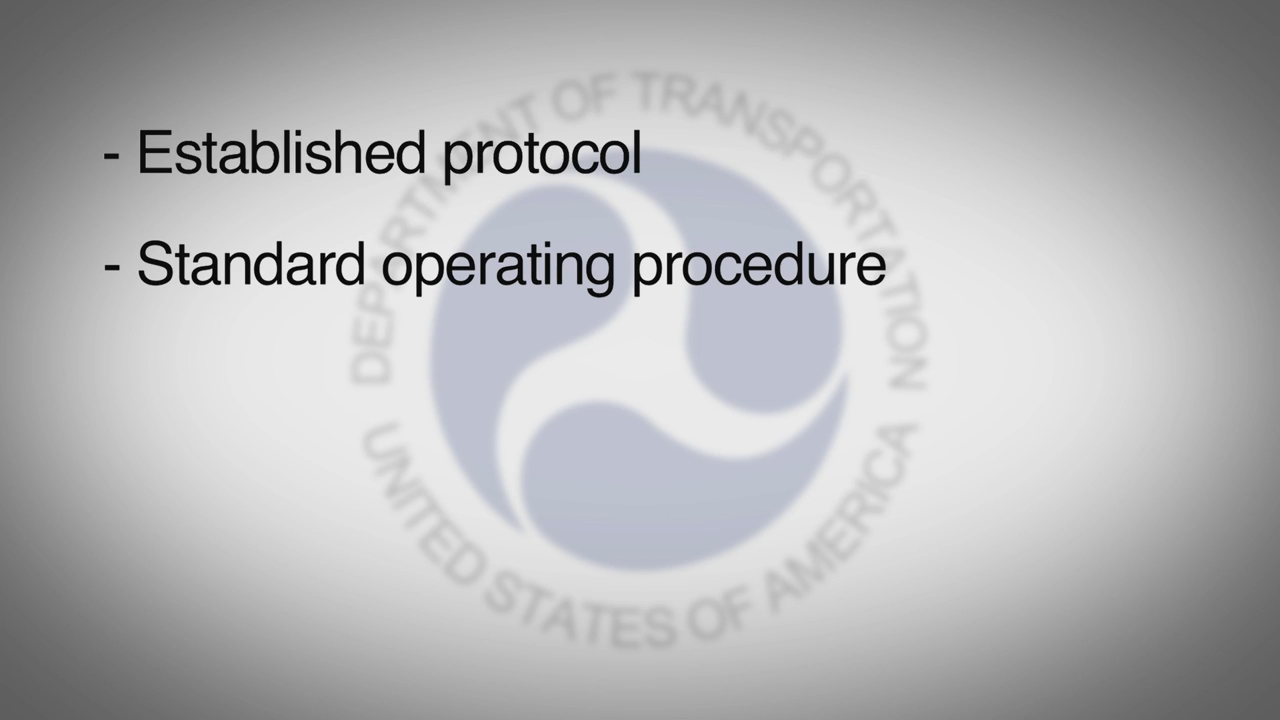 - Established protocol
- Standard operating procedure
DEPARTMENT OF TRANSPORTATION
UNITED STATES OF AMERICA